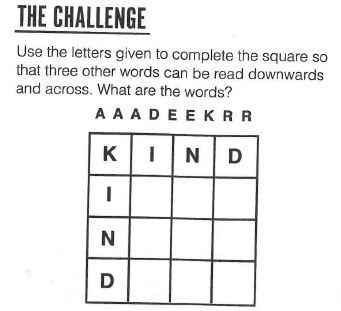 THE CHALLENGE
Use the letters given to complete the square so
that three other words can be read downwards
and across. What are the words?
A A A D E E K R R
K I N D
I
N
D